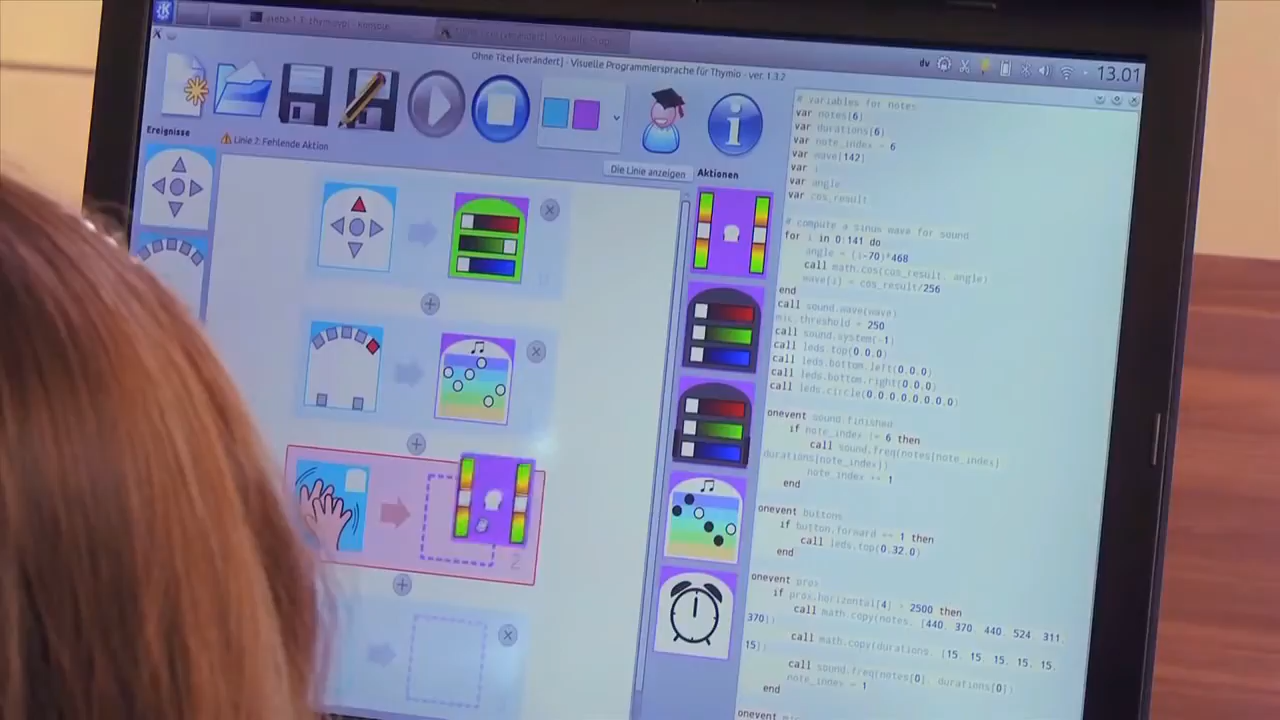 Ohne Titel [verändert] - Visuelle Programmiersprache für Thymio - ver. 1.3.2
dv
13.01
Ereignisse
Linie 2: Fehlende Aktion
Die Linie anzeigen
Aktionen
2
# variables for notes
var notes[6]
var durations[6]
var note_index = 6
var wave[142]
var i
var angle
var cos_result
# compute a sinus wave for sound
for i in 0:141 do
angle = (i-70)*468
call math.cos(cos_result, angle)
wave[i] = cos_result/256
end
call sound.wave(wave)
mic.threshold = 250
call sound.system(-1)
call leds.top(0,0,0)
call leds.bottom.left(0,0,0)
call leds.bottom.right(0,0,0)
call leds.circle(0,0,0,0,0,0,0,0)
onevent sound.finished
if note_index != 6 then
call sound.freq(notes[note_index]
durations[note_index])
note_index += 1
end
onevent buttons
if button.forward == 1 then
call leds.top(0,32,0)
end
onevent prox
if prox.horizontal[4] > 2500 then
call math.copy(notes, [440, 370, 440, 524, 311,
370])
call math.copy(durations, [15, 15, 15, 15, 15,
15])
call sound.freq(notes[0], durations[0])
note_index = 1
end
onevent